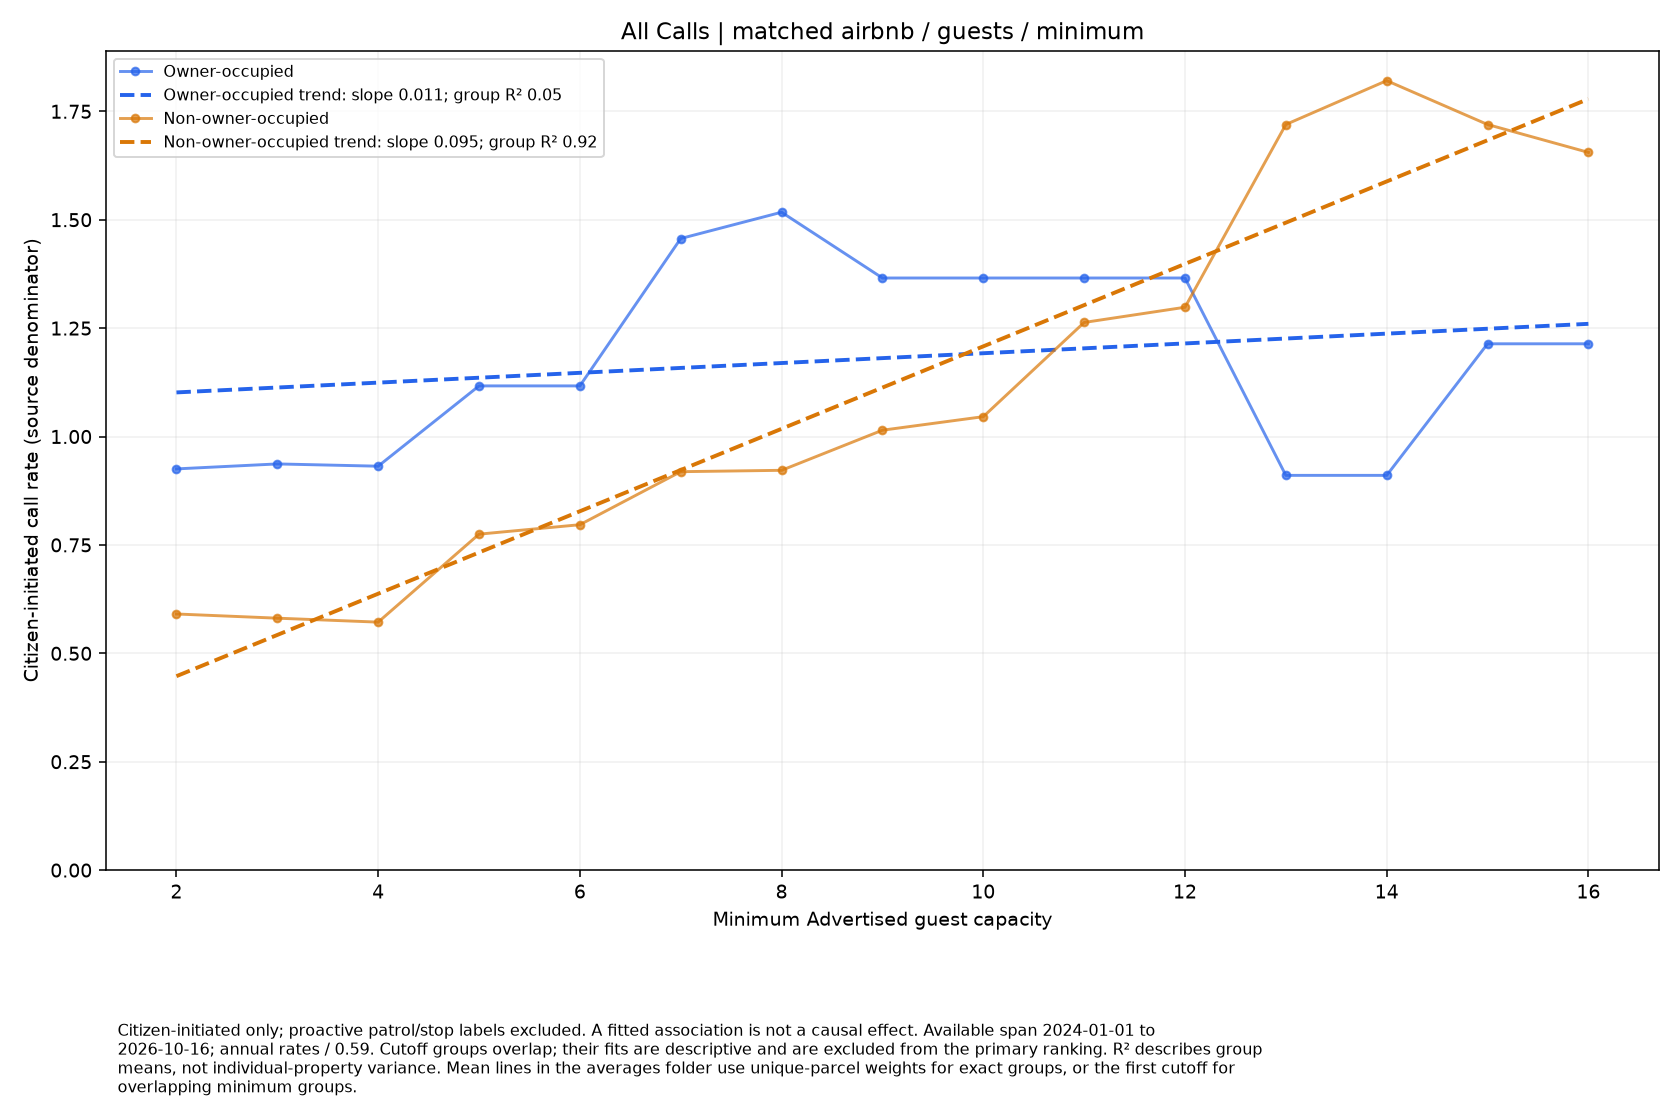 All Calls | matched airbnb / guests / minimum
Owner-occupied
Owner-occupied trend: slope 0.011; group R² 0.05
Non-owner-occupied
Non-owner-occupied trend: slope 0.095; group R² 0.92
Citizen-initiated call rate (source denominator)
1.75
1.50
1.25
1.00
0.75
0.50
0.25
0.00
2 4 6 8 10 12 14 16
Minimum Advertised guest capacity
Citizen-initiated only; proactive patrol/stop labels excluded. A fitted association is not a causal effect. Available span 2024-01-01 to
2026-10-16; annual rates / 0.59. Cutoff groups overlap; their fits are descriptive and are excluded from the primary ranking. R² describes group
means, not individual-property variance. Mean lines in the averages folder use unique-parcel weights for exact groups, or the first cutoff for
overlapping minimum groups.